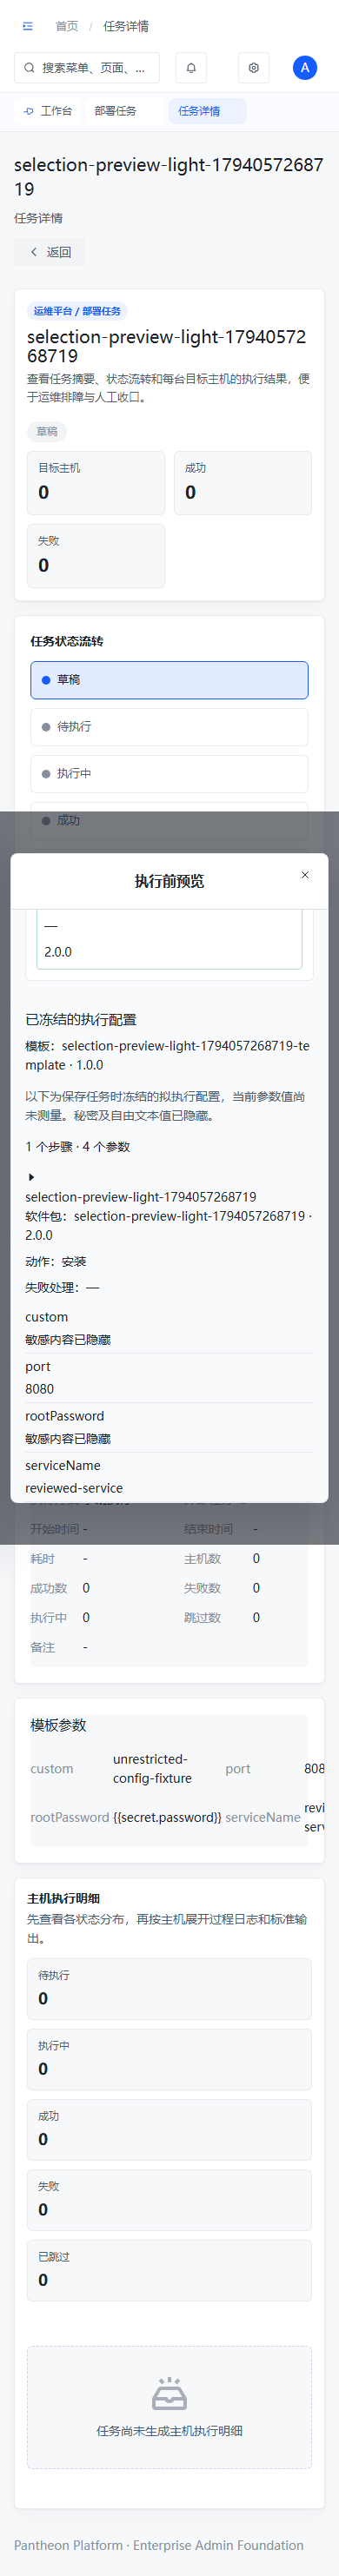 首页 / 任务详情
搜索菜单、页面、...
A
工作台 部署任务 任务详情
selection-preview-light-17940572687
19
任务详情
返回
运维平台 / 部署任务
selection-preview-light-17940572
68719
查看任务摘要、状态流转和每台目标主机的执行结果，便
于运维排障与人工收口。
草稿
目标主机 成功
0 0
失败
0
任务状态流转
草稿
待执行
执行中
成功
执行前预览
—
2.0.0
已冻结的执行配置
模板：selection-preview-light-1794057268719-te
mplate · 1.0.0
以下为保存任务时冻结的拟执行配置，当前参数值尚
未测量。秘密及自由文本值已隐藏。
1 个步骤 · 4 个参数
selection-preview-light-1794057268719
软件包：selection-preview-light-1794057268719 ·
2.0.0
动作：安装
失败处理：—
custom
敏感内容已隐藏
port
8080
rootPassword
敏感内容已隐藏
serviceName
reviewed-service
开始时间 - 结束时间 -
耗时 - 主机数 0
成功数 0 失败数 0
执行中 0 跳过数 0
备注 -
模板参数
custom unrestricted-
config-fixture port 808
rootPassword {{secret.password}} serviceName revi
serv
主机执行明细
先查看各状态分布，再按主机展开过程日志和标准输
出。
待执行
0
执行中
0
成功
0
失败
0
已跳过
0
任务尚未生成主机执行明细
Pantheon Platform · Enterprise Admin Foundation